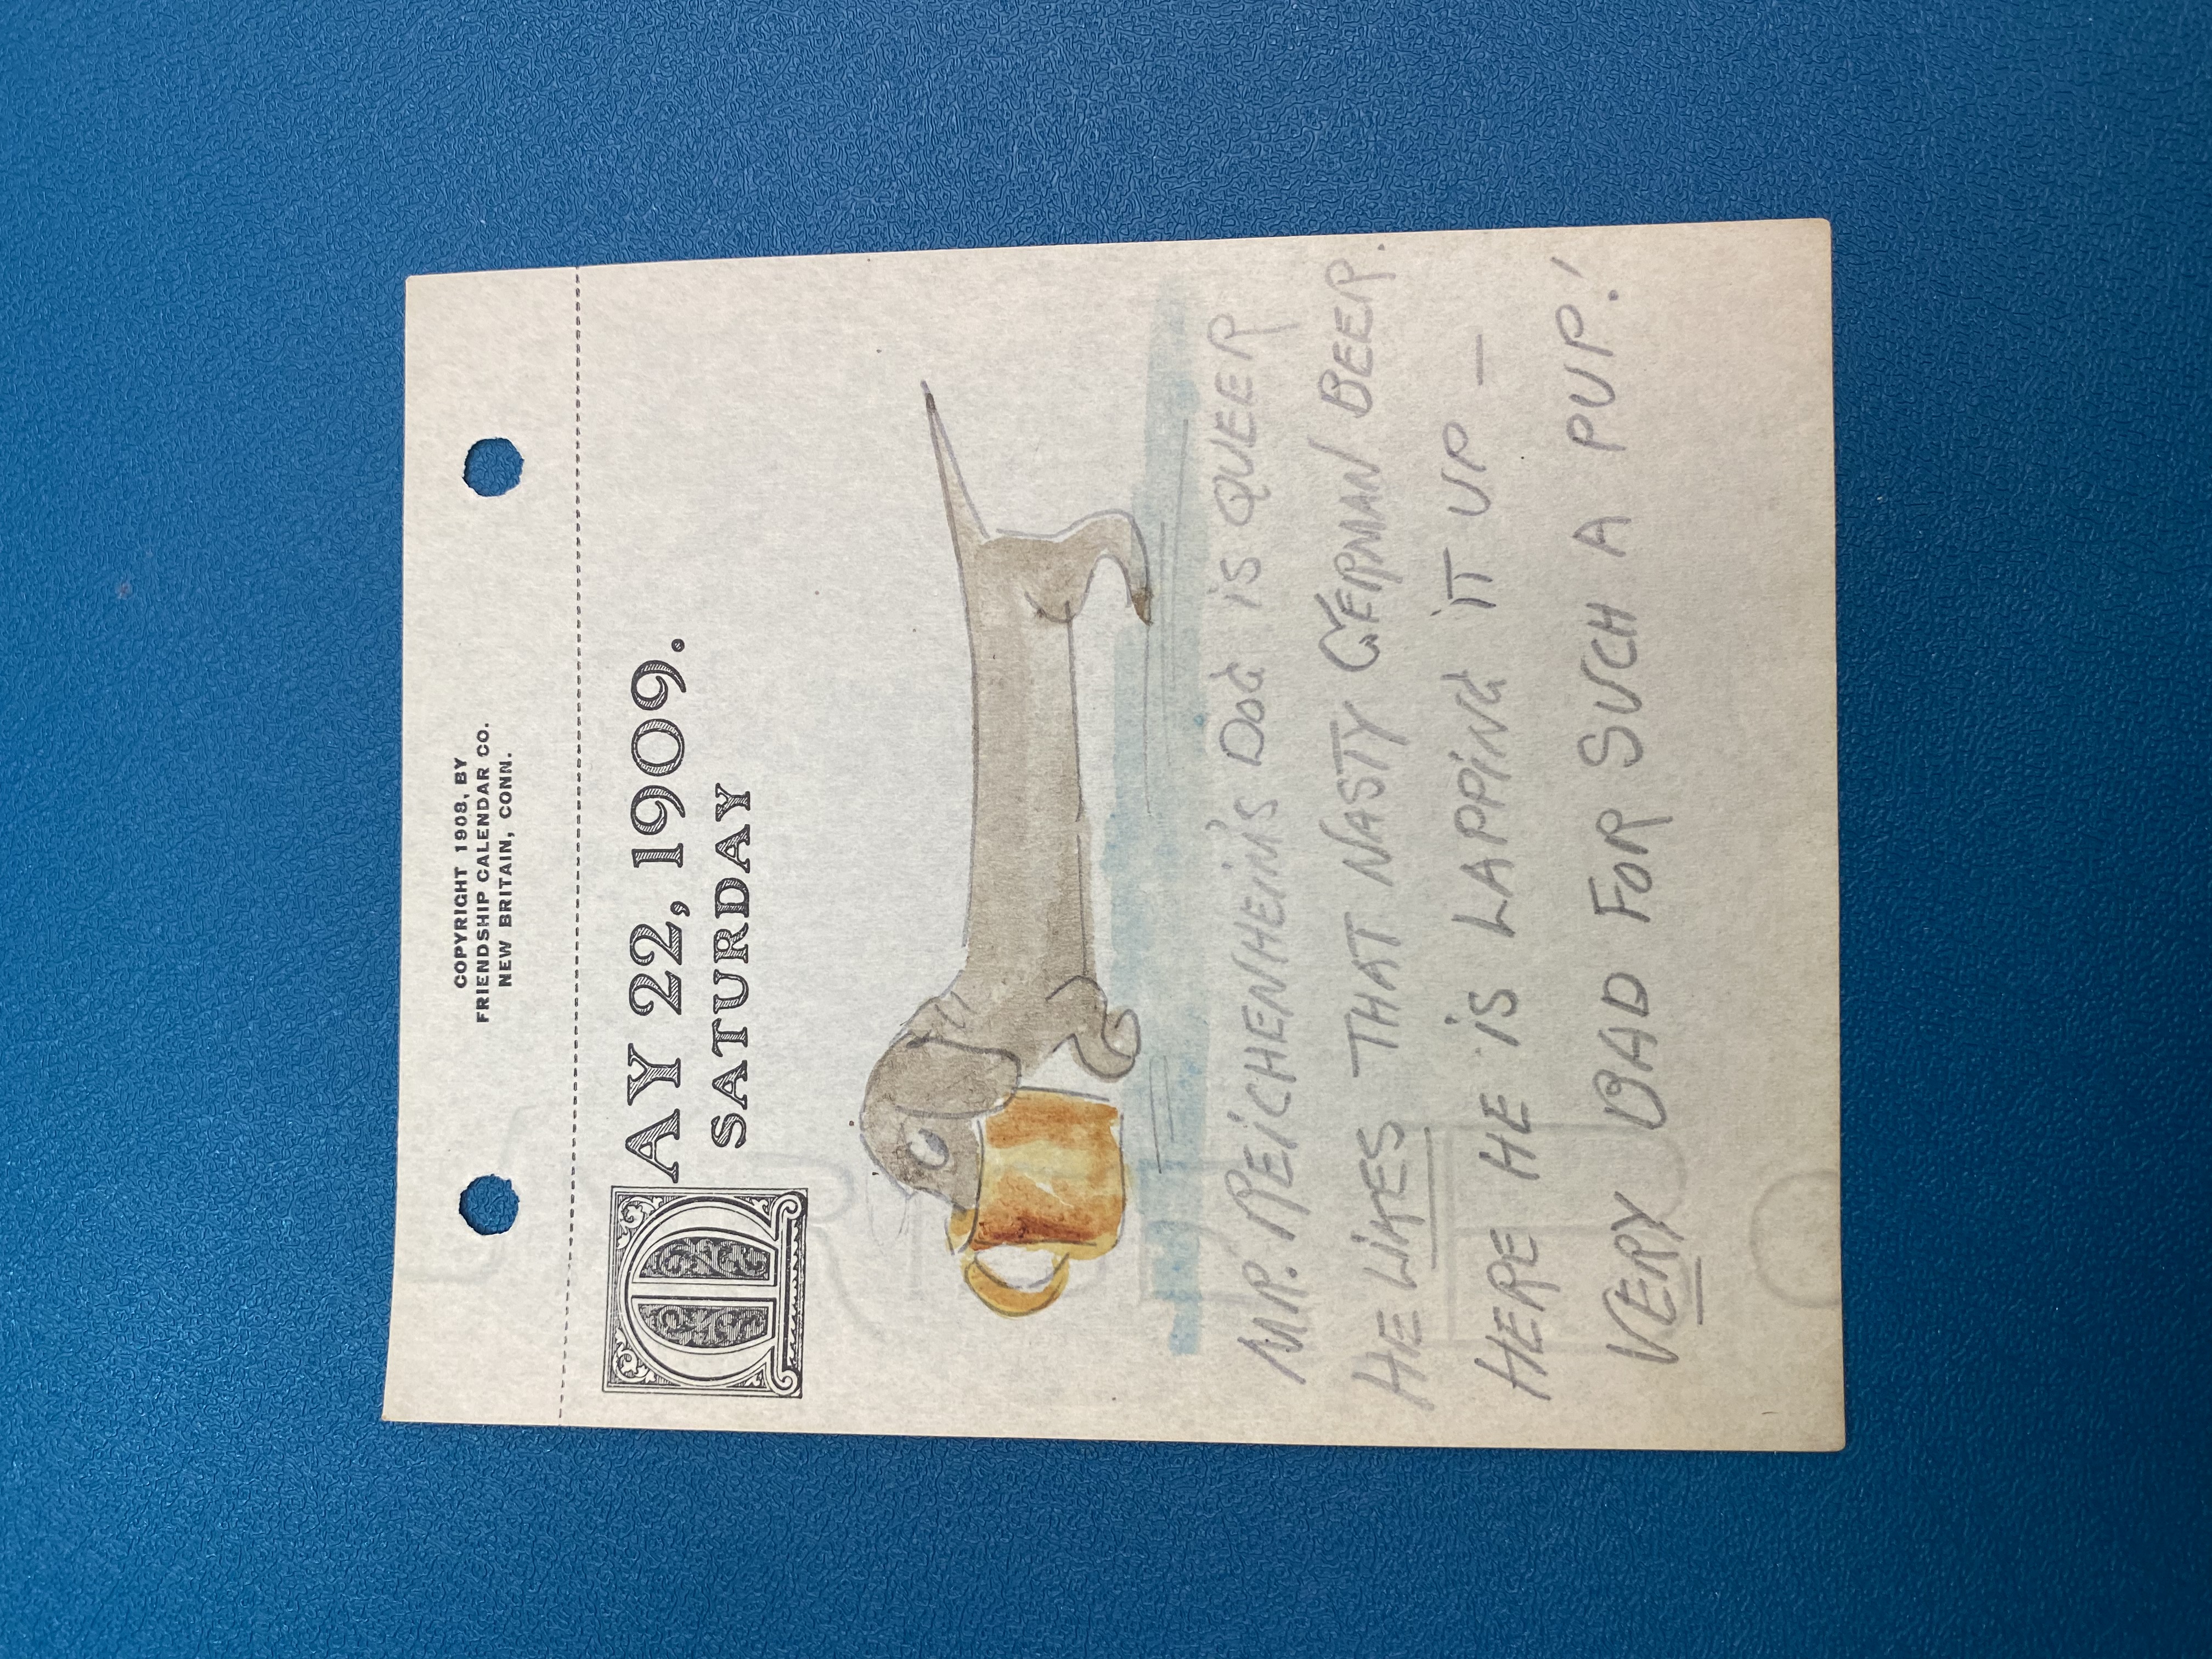 COPYRIGHT 1908, BY
FRIENDSHIP CALENDAR CO.
NEW BRITAIN, CONN.
MAY 22, 1909.
SATURDAY
MR. REICHENHEIM'S DOG IS QUEER
HE LIKES THAT NASTY GERMAN BEER.
HERE HE IS LAPPING IT UP —
VERY BAD FOR SUCH A PUP!